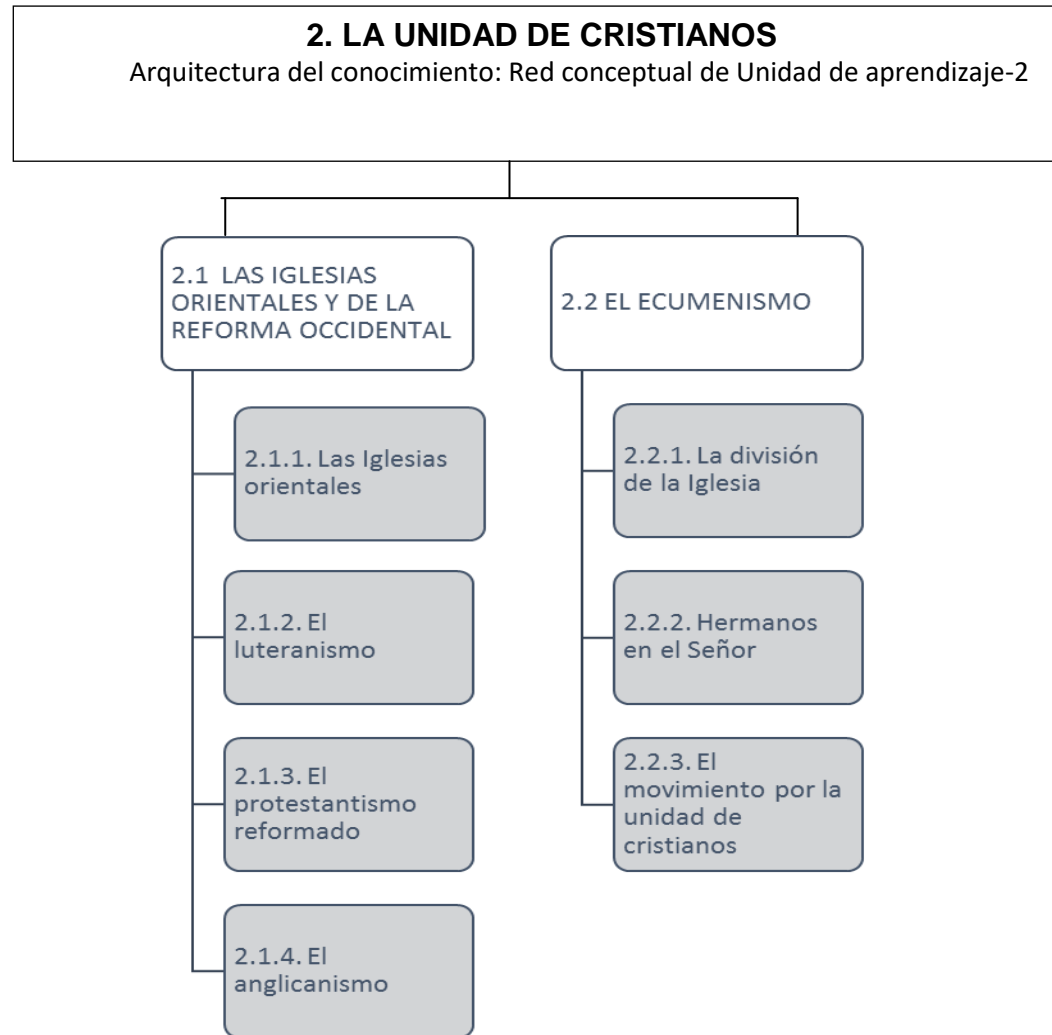 2. LA UNIDAD DE CRISTIANOS
Arquitectura del conocimiento: Red conceptual de Unidad de aprendizaje-2
2.1 LAS IGLESIAS
ORIENTALES Y DE LA
REFORMA OCCIDENTAL
2.1.1. Las Iglesias
orientales
2.1.2. El
luteranismo
2.1.3. El
protestantismo
reformado
2.1.4. El
anglicanismo
2.2 EL ECUMENISMO
2.2.1. La división
de la Iglesia
2.2.2. Hermanos
en el Señor
2.2.3. El
movimiento por la
unidad de
cristianos